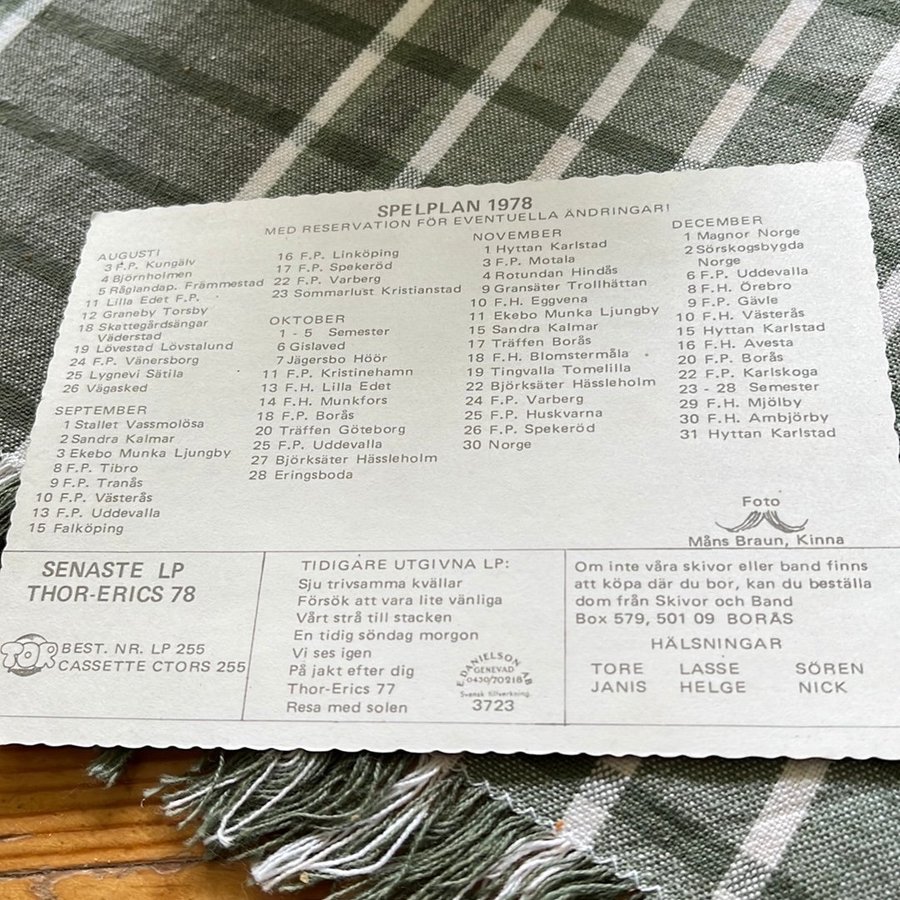 SPELPLAN 1978
MED RESERVATION FÖR EVENTUELLA ÄNDRINGAR!
AUGUSTI
3 F.P. Kungälv
4 Björnholmen
5 Råglandap. Främmestad
11 Lilla Edet F.P.
12 Graneby Torsby
18 Skattegårdsängar
Väderstad
19 Lövestad Lövstalund
24 F.P. Vänersborg
25 Lygnevi Sätila
26 Vägasked
SEPTEMBER
1 Stallet Vassmolösa
2 Sandra Kalmar
3 Ekebo Munka Ljungby
8 F.P. Tibro
9 F.P. Tranås
10 F.P. Västerås
13 F.P. Uddevalla
15 Falköping
16 F.P. Linköping
17 F.P. Spekeröd
22 F.P. Varberg
23 Sommarlust Kristianstad
OKTOBER
1 - 5 Semester
6 Gislaved
7 Jägersbo Höör
11 F.P. Kristinehamn
13 F.H. Lilla Edet
14 F.H. Munkfors
18 F.P. Borås
20 Träffen Göteborg
25 F.P. Uddevalla
27 Björksäter Hässleholm
28 Eringsboda
NOVEMBER
1 Hyttan Karlstad
3 F.P. Motala
4 Rotundan Hindås
9 Gransäter Trollhättan
10 F.H. Eggvena
11 Ekebo Munka Ljungby
15 Sandra Kalmar
17 Träffen Borås
18 F.H. Blomstermåla
19 Tingvalla Tomelilla
22 Björksäter Hässleholm
24 F.P. Varberg
25 F.P. Huskvarna
26 F.P. Spekeröd
30 Norge
DECEMBER
1 Magnor Norge
2 Sörskogsbygda
Norge
6 F.P. Uddevalla
8 F.H. Örebro
9 F.P. Gävle
10 F.H. Västerås
15 Hyttan Karlstad
16 F.H. Avesta
20 F.P. Borås
22 F.P. Karlskoga
23 - 28 Semester
29 F.H. Mjölby
30 F.H. Ambjörby
31 Hyttan Karlstad
Foto
Måns Braun, Kinna
SENASTE LP
THOR-ERICS 78
BEST. NR. LP 255
CASSETTE CTORS 255
TIDIGARE UTGIVNA LP:
Sju trivsamma kvällar
Försök att vara lite vänliga
Vårt strå till stacken
En tidig söndag morgon
Vi ses igen
På jakt efter dig
Thor-Erics 77
Resa med solen
E. DANIELSON AB
GENEVAD
0430/70218
Svensk tillverkning.
3723
Om inte våra skivor eller band finns
att köpa där du bor, kan du beställa
dom från Skivor och Band
Box 579, 501 09 BORÅS
HÄLSNINGAR
TORE LASSE SÖREN
JANIS HELGE NICK